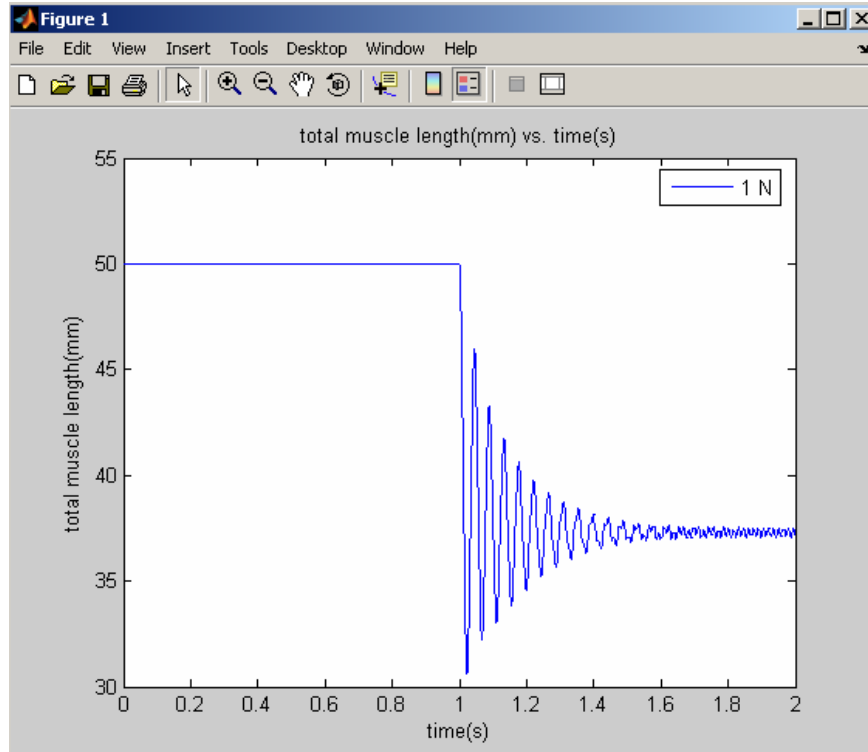 Figure 1
File Edit View Insert Tools Desktop Window Help
total muscle length(mm) vs. time(s)
1 N
total muscle length(mm)
55
50
45
40
35
30
0 0.2 0.4 0.6 0.8 1 1.2 1.4 1.6 1.8 2
time(s)